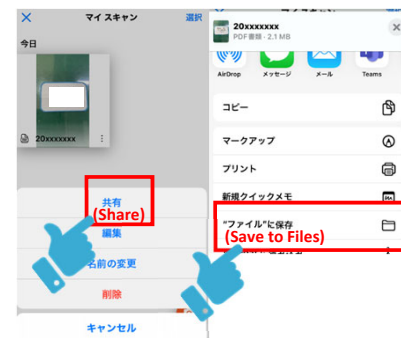 マイ スキャン
選択
今日
20xxxxxxx
共有
(Share)
編集
名前の変更
削除
キャンセル
20xxxxxxx
PDF書類・2.1 MB
AirDrop
メッセージ
メール
Teams
コピー
マークアップ
プリント
新規クイックメモ
"ファイル"に保存
(Save to Files)